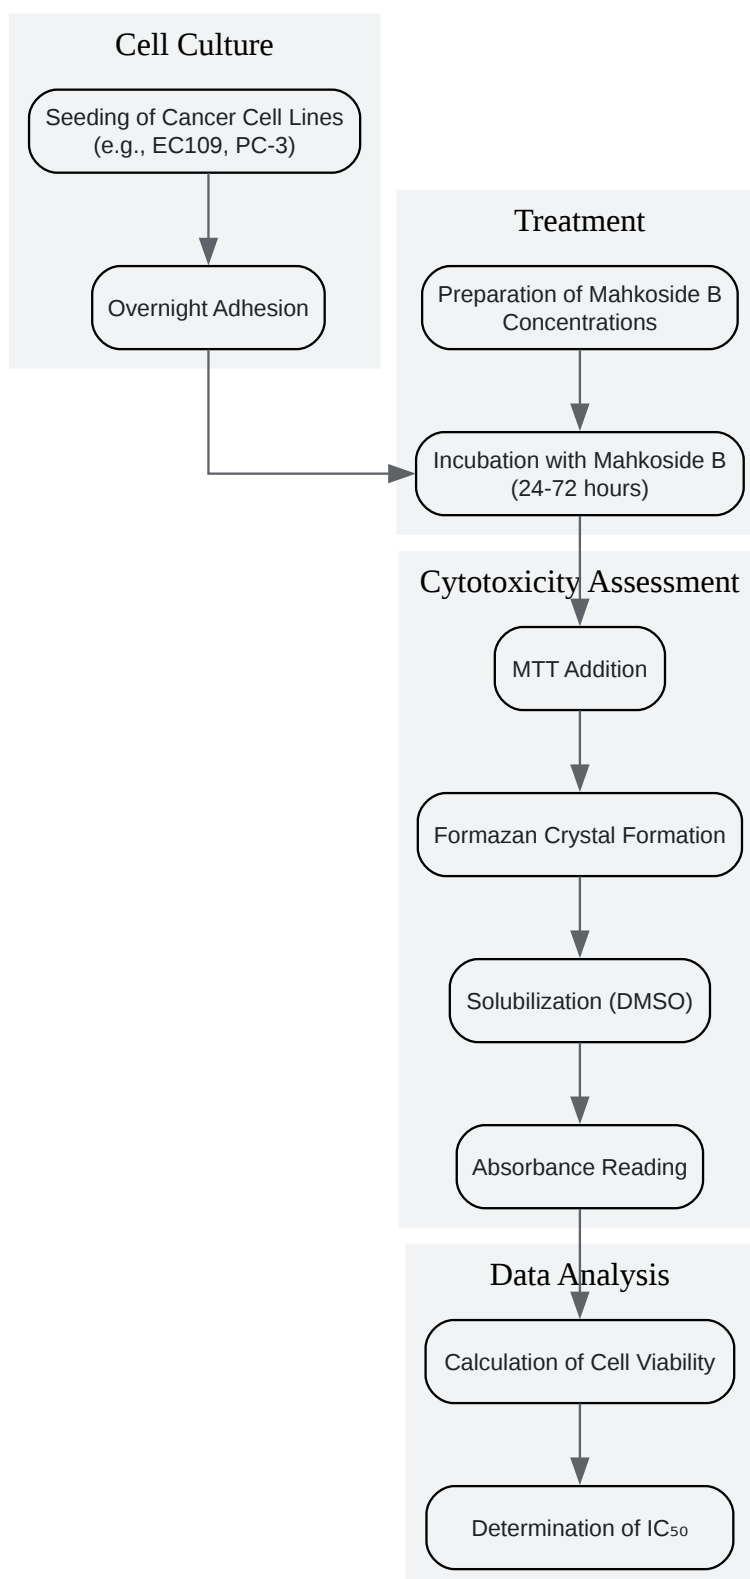 Cell Culture
Seeding of Cancer Cell Lines
(e.g., EC109, PC-3)
Overnight Adhesion
Treatment
Preparation of Mahkoside B
Concentrations
Incubation with Mahkoside B
(24-72 hours)
Cytotoxicity Assessment
MTT Addition
Formazan Crystal Formation
Solubilization (DMSO)
Absorbance Reading
Data Analysis
Calculation of Cell Viability
Determination of IC₅₀